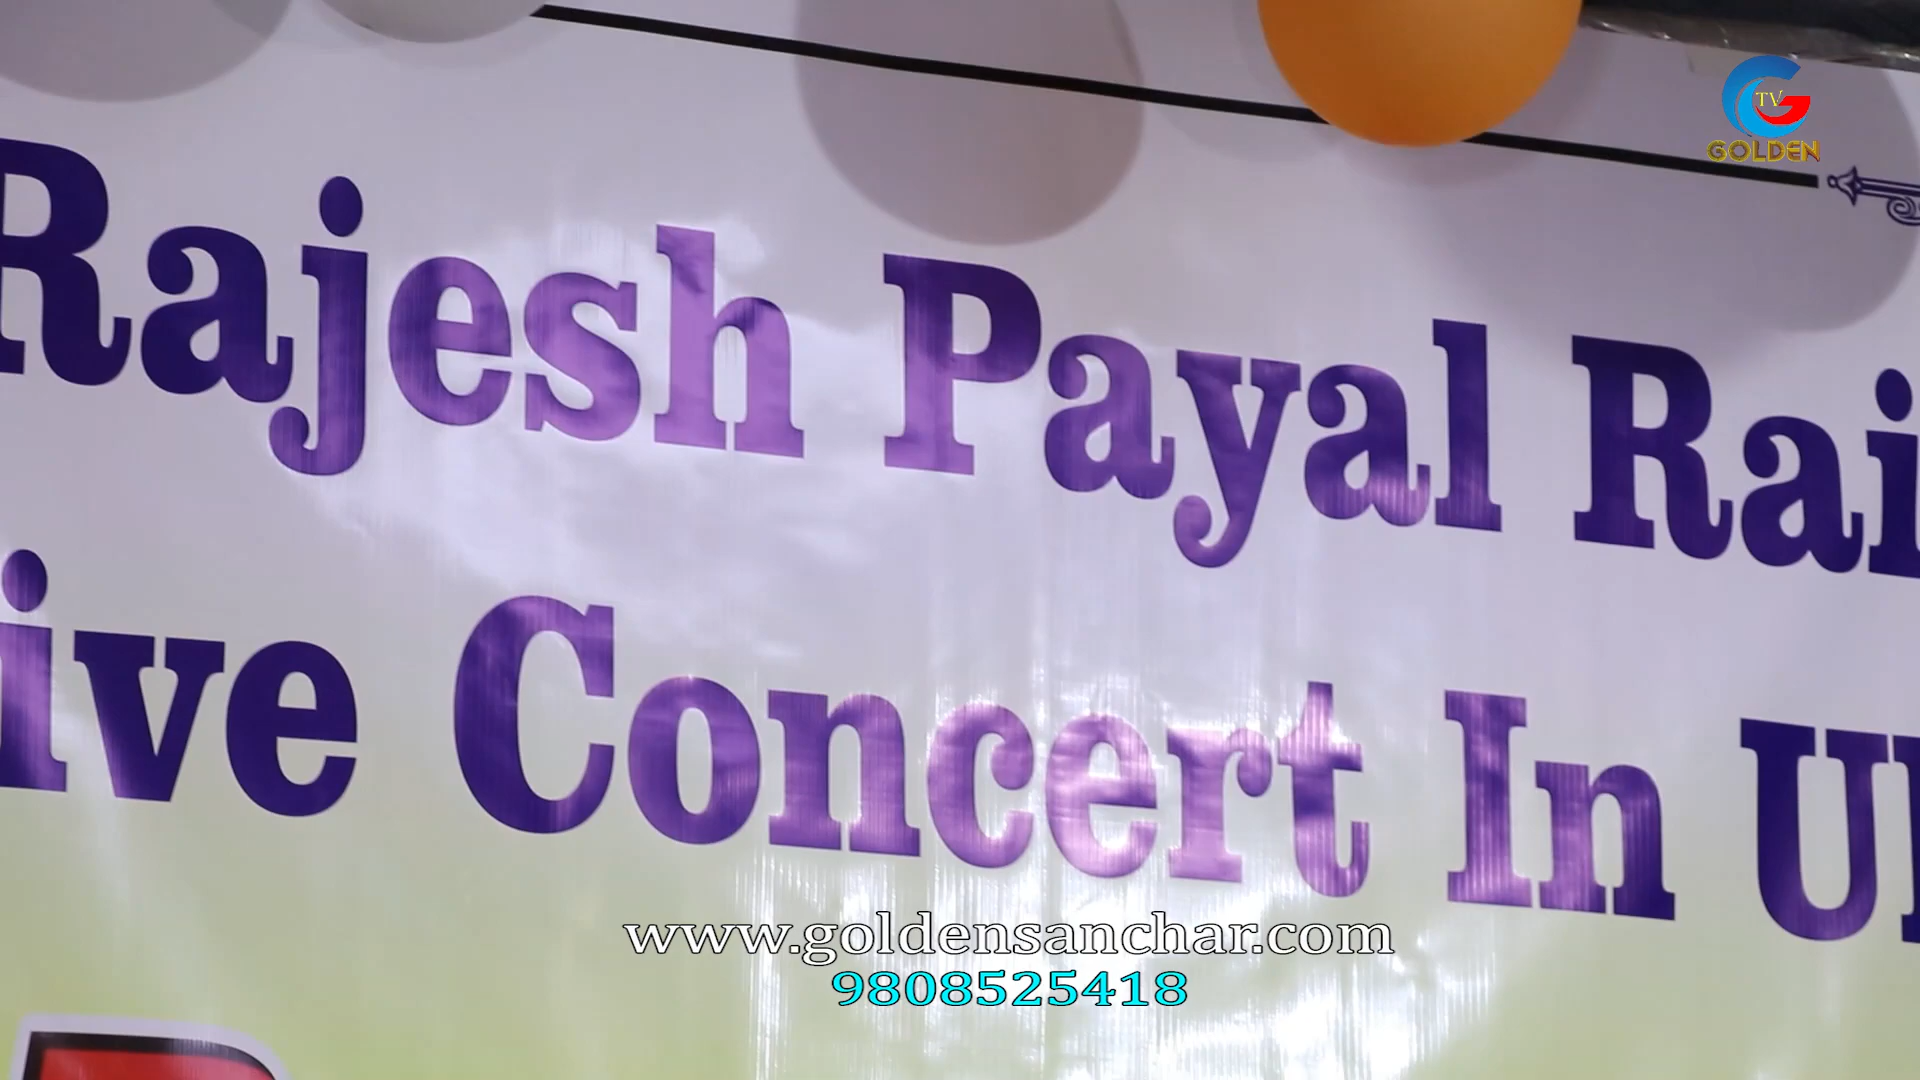 TV
GOLDEN
Rajesh Payal Rai
ive Concert In U
www.goldensanchar.com
9808525418